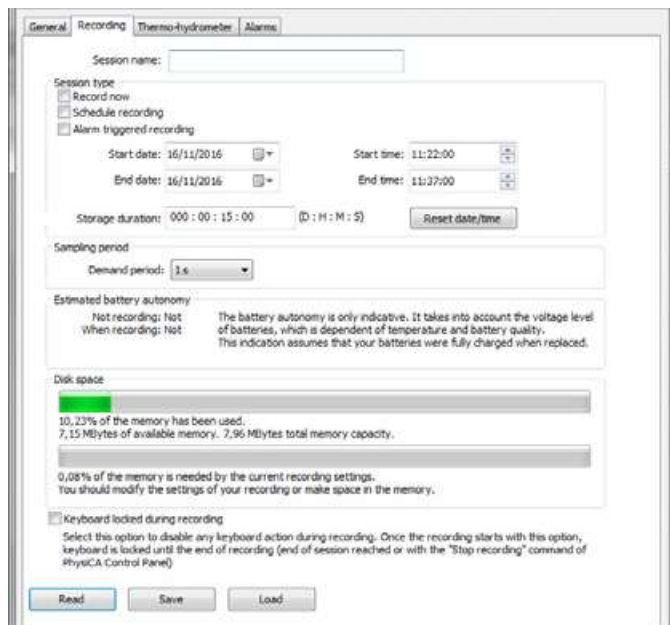 General Recording Thermo-hydrometer Alarms
Session name:
Session type
Record now
Schedule recording
Alarm triggered recording
Start date: 16/11/2016 Start time: 11:22:00
End date: 16/11/2016 End time: 11:37:00
Storage duration: 000 : 00 : 15 : 00 (D : H : M : S) Reset date/time
Sampling period
Demand period: 1 s
Estimated battery autonomy
Not recording: Not The battery autonomy is only indicative. It takes into account the voltage level
When recording: Not of batteries, which is dependent of temperature and battery quality.
This indication assumes that your batteries were fully charged when replaced.
Disk space
10,23% of the memory has been used.
7,15 MBytes of available memory. 7,96 MBytes total memory capacity.
0,08% of the memory is needed by the current recording settings.
You should modify the settings of your recording or make space in the memory.
Keyboard locked during recording
Select this option to disable any keyboard action during recording. Once the recording starts with this option,
keyboard is locked until the end of recording (end of session reached or with the "Stop recording" command of
PhysiCA Control Panel)
Read Save Load